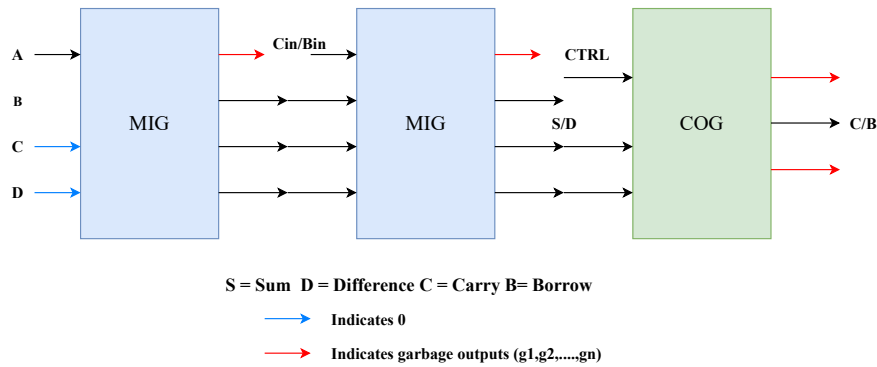 A
B
C
D
MIG
Cin/Bin
MIG
CTRL
S/D
COG
C/B
S = Sum D = Difference C = Carry B= Borrow
Indicates 0
Indicates garbage outputs (g1,g2,....,gn)